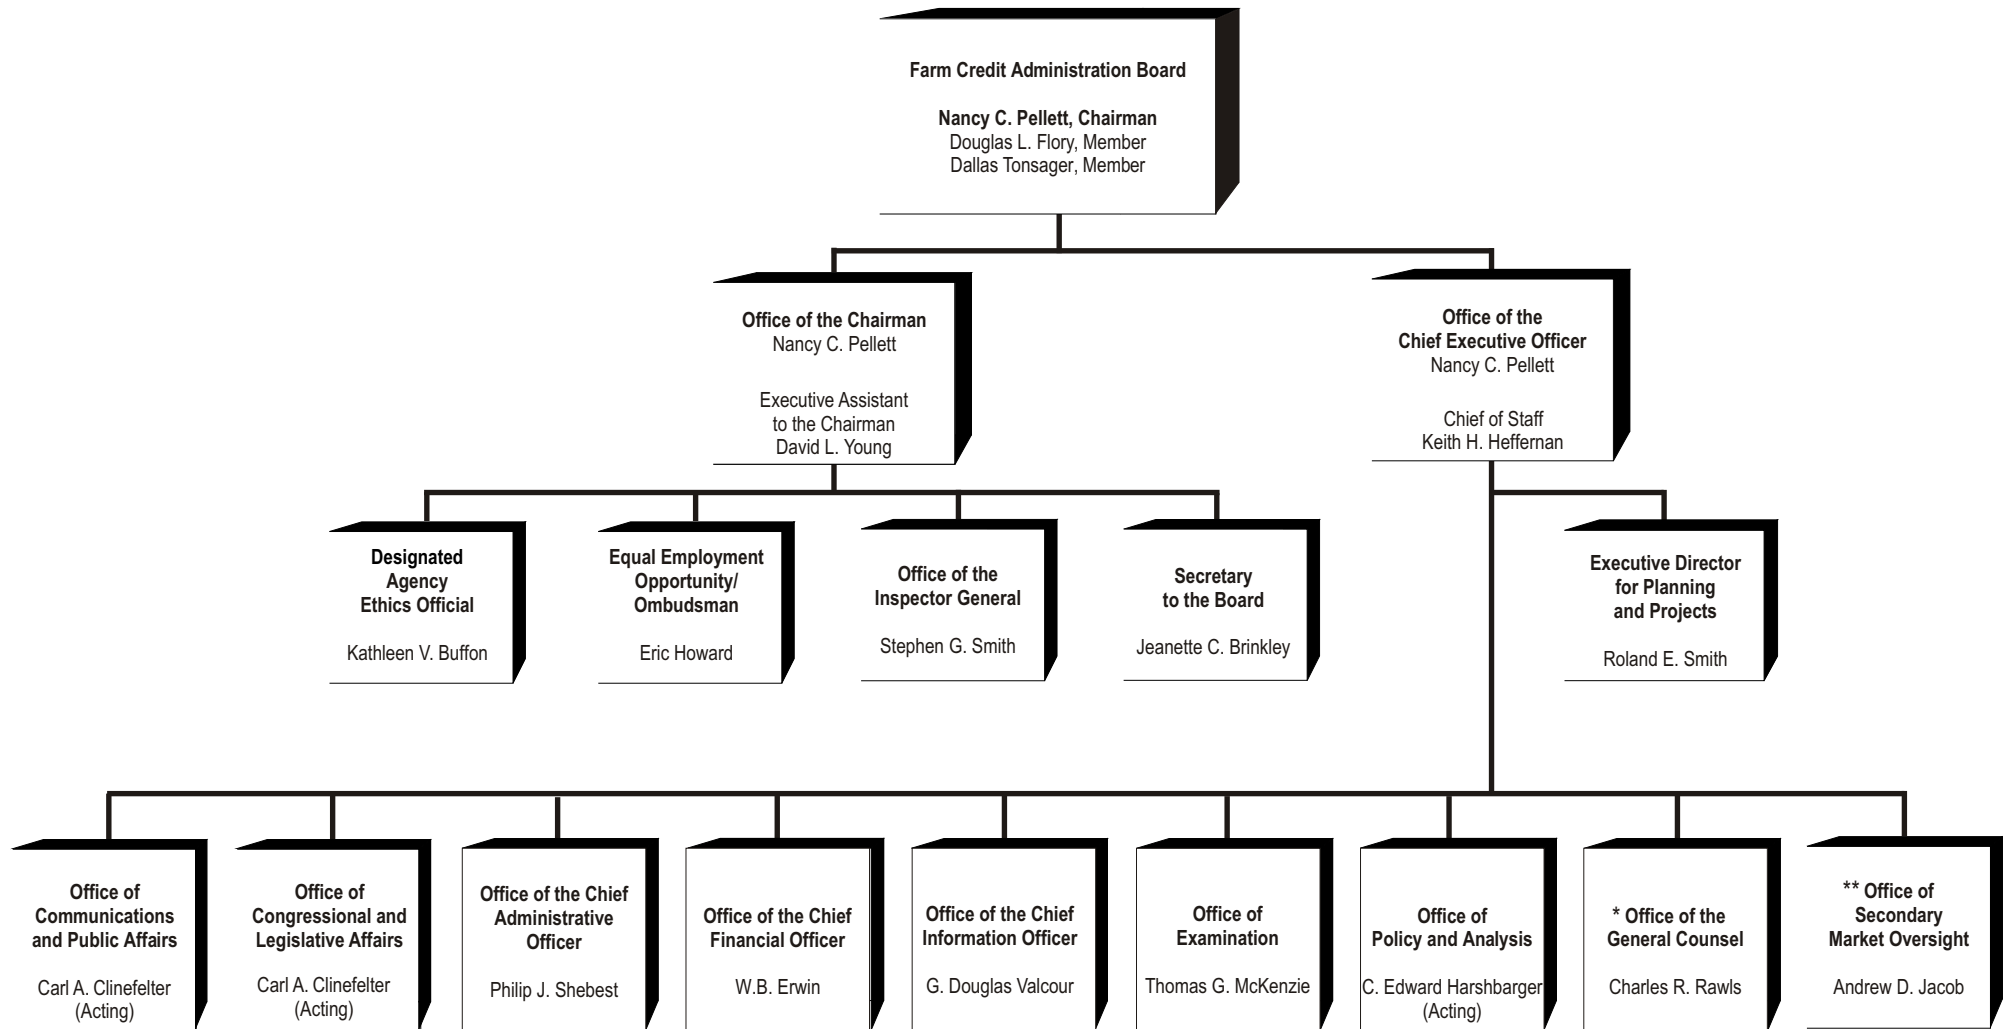 Farm Credit Administration Board
Nancy C. Pellett, Chairman
Douglas L. Flory, Member
Dallas Tonsager, Member
Office of the Chairman
Nancy C. Pellett
Executive Assistant
to the Chairman
David L. Young
Office of the
Chief Executive Officer
Nancy C. Pellett
Chief of Staff
Keith H. Heffernan
Designated
Agency
Ethics Official
Kathleen V. Buffon
Equal Employment
Opportunity/
Ombudsman
Eric Howard
Office of the
Inspector General
Stephen G. Smith
Secretary
to the Board
Jeanette C. Brinkley
Executive Director
for Planning
and Projects
Roland E. Smith
Office of
Communications
and Public Affairs
Carl A. Clinefelter
(Acting)
Office of
Congressional and
Legislative Affairs
Carl A. Clinefelter
(Acting)
Office of the Chief
Administrative
Officer
Philip J. Shebest
Office of the Chief
Financial Officer
W.B. Erwin
Office of the Chief
Information Officer
G. Douglas Valcour
Office of
Examination
Thomas G. McKenzie
Office of
Policy and Analysis
C. Edward Harshbarger
(Acting)
* Office of the
General Counsel
Charles R. Rawls
** Office of
Secondary
Market Oversight
Andrew D. Jacob